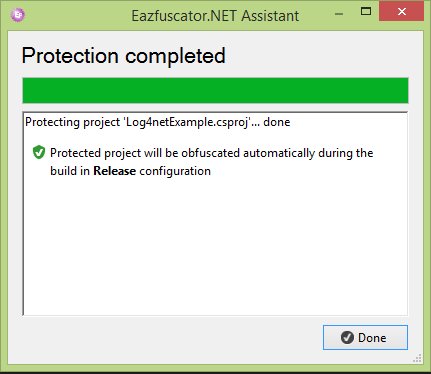 Eazfuscator.NET Assistant
Protection completed
Protecting project 'Log4netExample.csproj'... done
Protected project will be obfuscated automatically during the
build in Release configuration
Done